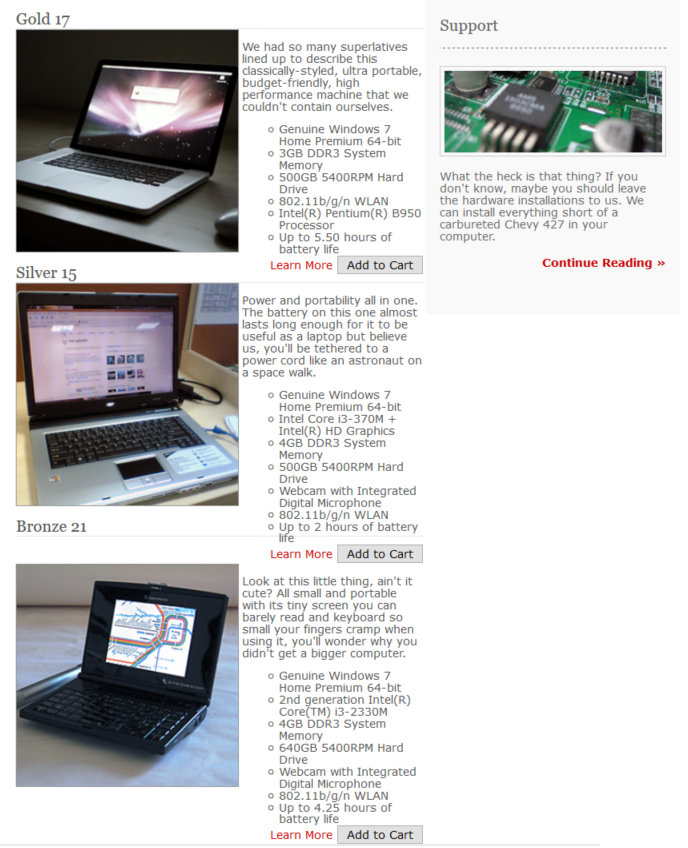 Gold 17
We had so many superlatives
lined up to describe this
classically-styled, ultra portable,
budget-friendly, high
performance machine that we
couldn't contain ourselves.
Genuine Windows 7
Home Premium 64-bit
3GB DDR3 System
Memory
500GB 5400RPM Hard
Drive
802.11b/g/n WLAN
Intel(R) Pentium(R) B950
Processor
Up to 5.50 hours of
battery life
Learn More Add to Cart
Silver 15
Power and portability all in one.
The battery on this one almost
lasts long enough for it to be
useful as a laptop but believe
us, you'll be tethered to a
power cord like an astronaut on
a space walk.
Genuine Windows 7
Home Premium 64-bit
Intel Core i3-370M +
Intel(R) HD Graphics
4GB DDR3 System
Memory
500GB 5400RPM Hard
Drive
Webcam with Integrated
Digital Microphone
802.11b/g/n WLAN
Up to 2 hours of battery
life
Learn More Add to Cart
Bronze 21
Look at this little thing, ain't it
cute? All small and portable
with its tiny screen you can
barely read and keyboard so
small your fingers cramp when
using it, you'll wonder why you
didn't get a bigger computer.
Genuine Windows 7
Home Premium 64-bit
2nd generation Intel(R)
Core(TM) i3-2330M
4GB DDR3 System
Memory
640GB 5400RPM Hard
Drive
Webcam with Integrated
Digital Microphone
802.11b/g/n WLAN
Up to 4.25 hours of
battery life
Learn More Add to Cart
Support
What the heck is that thing? If you
don't know, maybe you should leave
the hardware installations to us. We
can install everything short of a
carbureted Chevy 427 in your
computer.
Continue Reading »